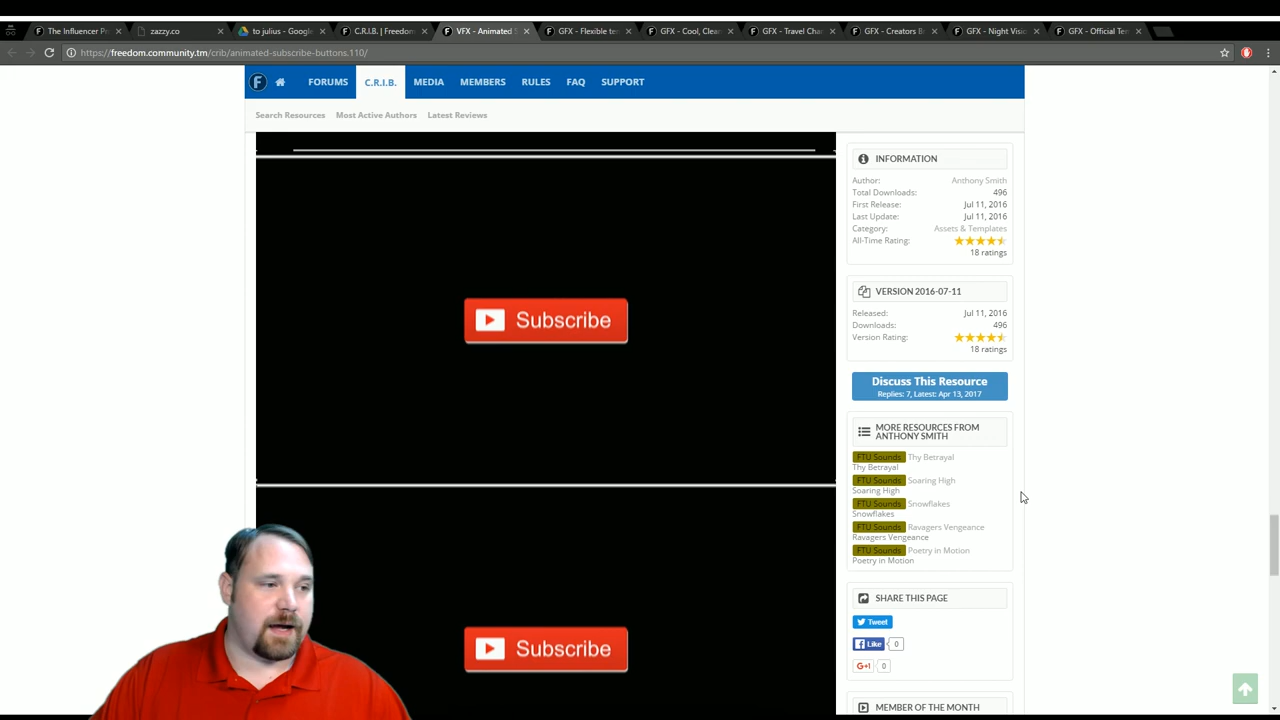 The Influencer Pr
zazzy.co
to julius - Google
C.R.I.B. | Freedom
VFX - Animated S
GFX - Flexible te
GFX - Cool, Clea
GFX - Travel Cha
GFX - Creators B
GFX - Night Visio
GFX - Official Te
https://freedom.community.tm/crib/animated-subscribe-buttons.110/
F FORUMS C.R.I.B. MEDIA MEMBERS RULES FAQ SUPPORT
Search Resources Most Active Authors Latest Reviews
Subscribe
Subscribe
INFORMATION
Author: Anthony Smith
Total Downloads: 496
First Release: Jul 11, 2016
Last Update: Jul 11, 2016
Category: Assets & Templates
All-Time Rating:
18 ratings
VERSION 2016-07-11
Released: Jul 11, 2016
Downloads: 496
Version Rating:
18 ratings
Discuss This Resource
Replies: 7, Latest: Apr 13, 2017
MORE RESOURCES FROM
ANTHONY SMITH
FTU Sounds Thy Betrayal
Thy Betrayal
FTU Sounds Soaring High
Soaring High
FTU Sounds Snowflakes
Snowflakes
FTU Sounds Ravagers Vengeance
Ravagers Vengeance
FTU Sounds Poetry in Motion
Poetry in Motion
SHARE THIS PAGE
Tweet
Like 0
G+1 0
MEMBER OF THE MONTH